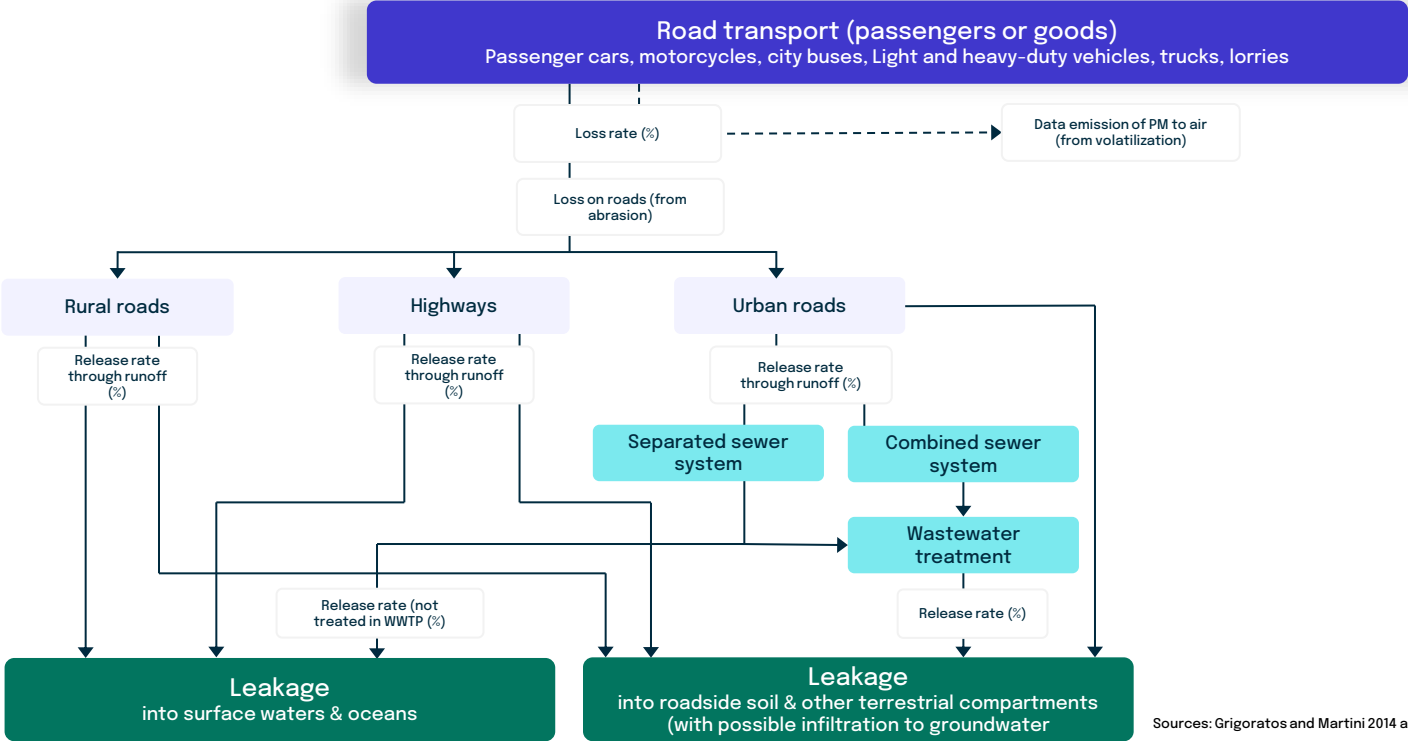 Road transport (passengers or goods)
Passenger cars, motorcycles, city buses, Light and heavy-duty vehicles, trucks, lorries
Loss rate (%)
Data emission of PM to air
(from volatilization)
Loss on roads (from
abrasion)
Rural roads
Highways
Urban roads
Release rate
through runoff
(%)
Release rate
through runoff
(%)
Release rate
through runoff (%)
Separated sewer
system
Combined sewer
system
Wastewater
treatment
Release rate (not
treated in WWTP (%)
Release rate (%)
Leakage
into surface waters & oceans
Leakage
into roadside soil & other terrestrial compartments
(with possible infiltration to groundwater
Sources: Grigoratos and Martini 2014 a